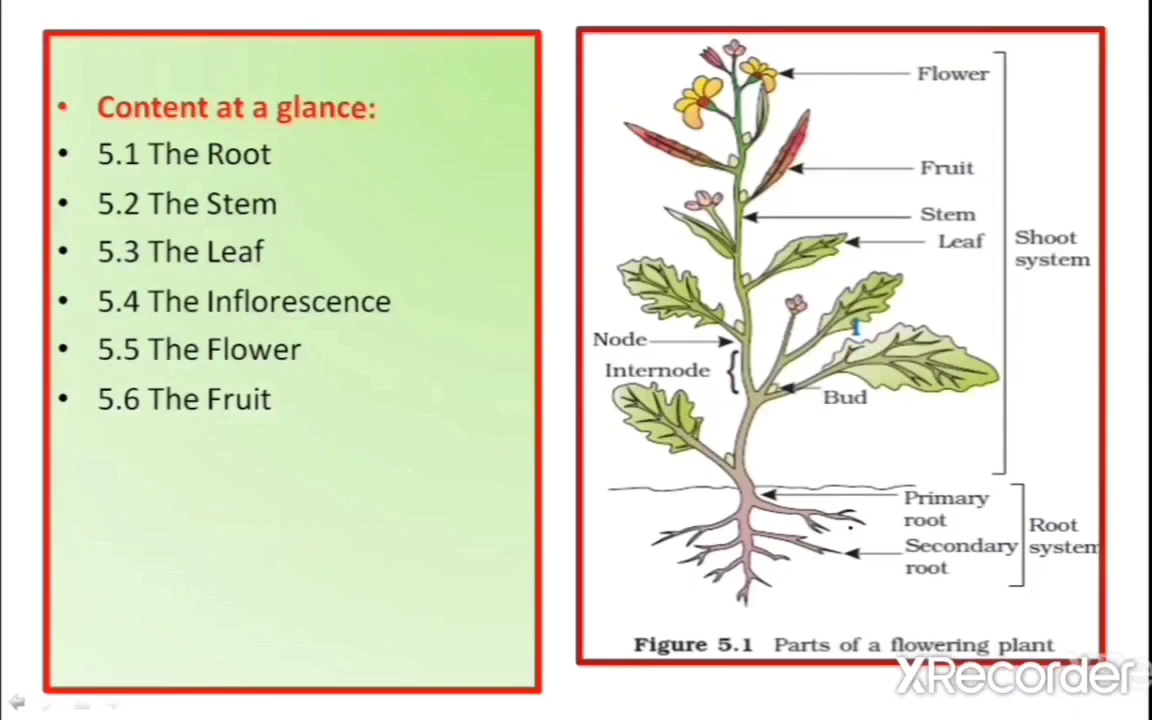 • Content at a glance:
• 5.1 The Root
• 5.2 The Stem
• 5.3 The Leaf
• 5.4 The Inflorescence
• 5.5 The Flower
• 5.6 The Fruit
Flower
Fruit
Stem
Leaf
Shoot
system
Node
Internode
Bud
Primary
root
Secondary
root
Root
system
Figure 5.1 Parts of a flowering plant
XRecorder